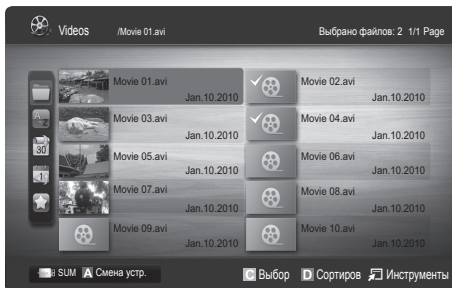 Videos /Movie 01.avi Выбрано файлов: 2 1/1 Page
Movie 01.avi Movie 02.avi
Jan.10.2010 Jan.10.2010
Movie 03.avi Movie 04.avi
Jan.10.2010 Jan.10.2010
Movie 05.avi Movie 06.avi
Jan.10.2010 Jan.10.2010
Movie 07.avi Movie 08.avi
Jan.10.2010 Jan.10.2010
Movie 09.avi Movie 10.avi
Jan.10.2010 Jan.10.2010
SUM A Смена устр. C Выбор D Сортиров Инструменты